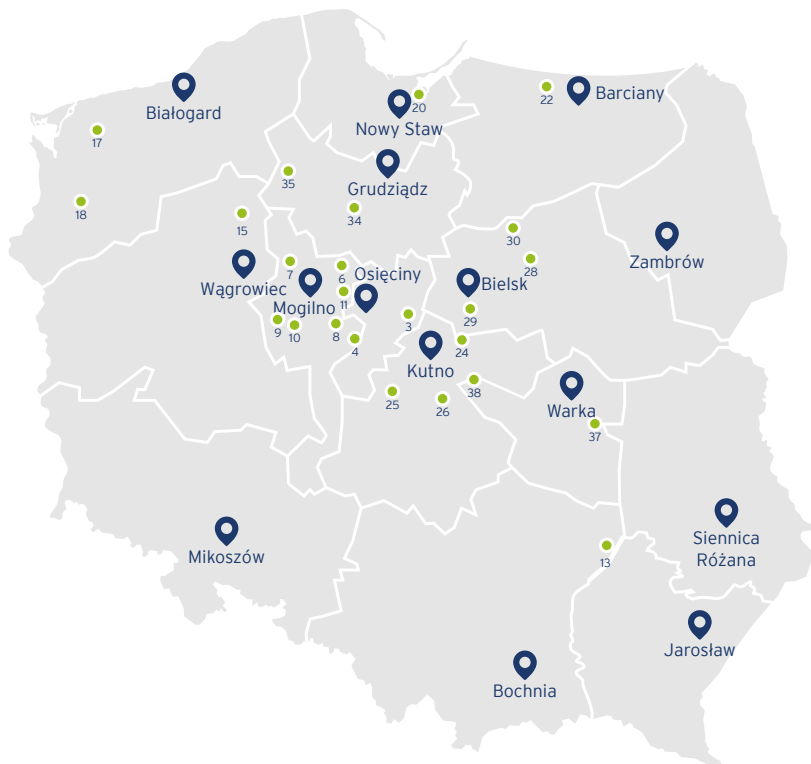 Białogard
17
20
Nowy Staw
22
Barciany
35
Grudziądz
34
18
15
30
28
Zambrów
7
6
Osięciny
Wągrowiec
Mogilno
11
Bielsk
29
9
10
8
4
3
24
Kutno
25
26
38
Warka
37
Mikoszów
13
Siennica
Różana
Jarosław
Bochnia